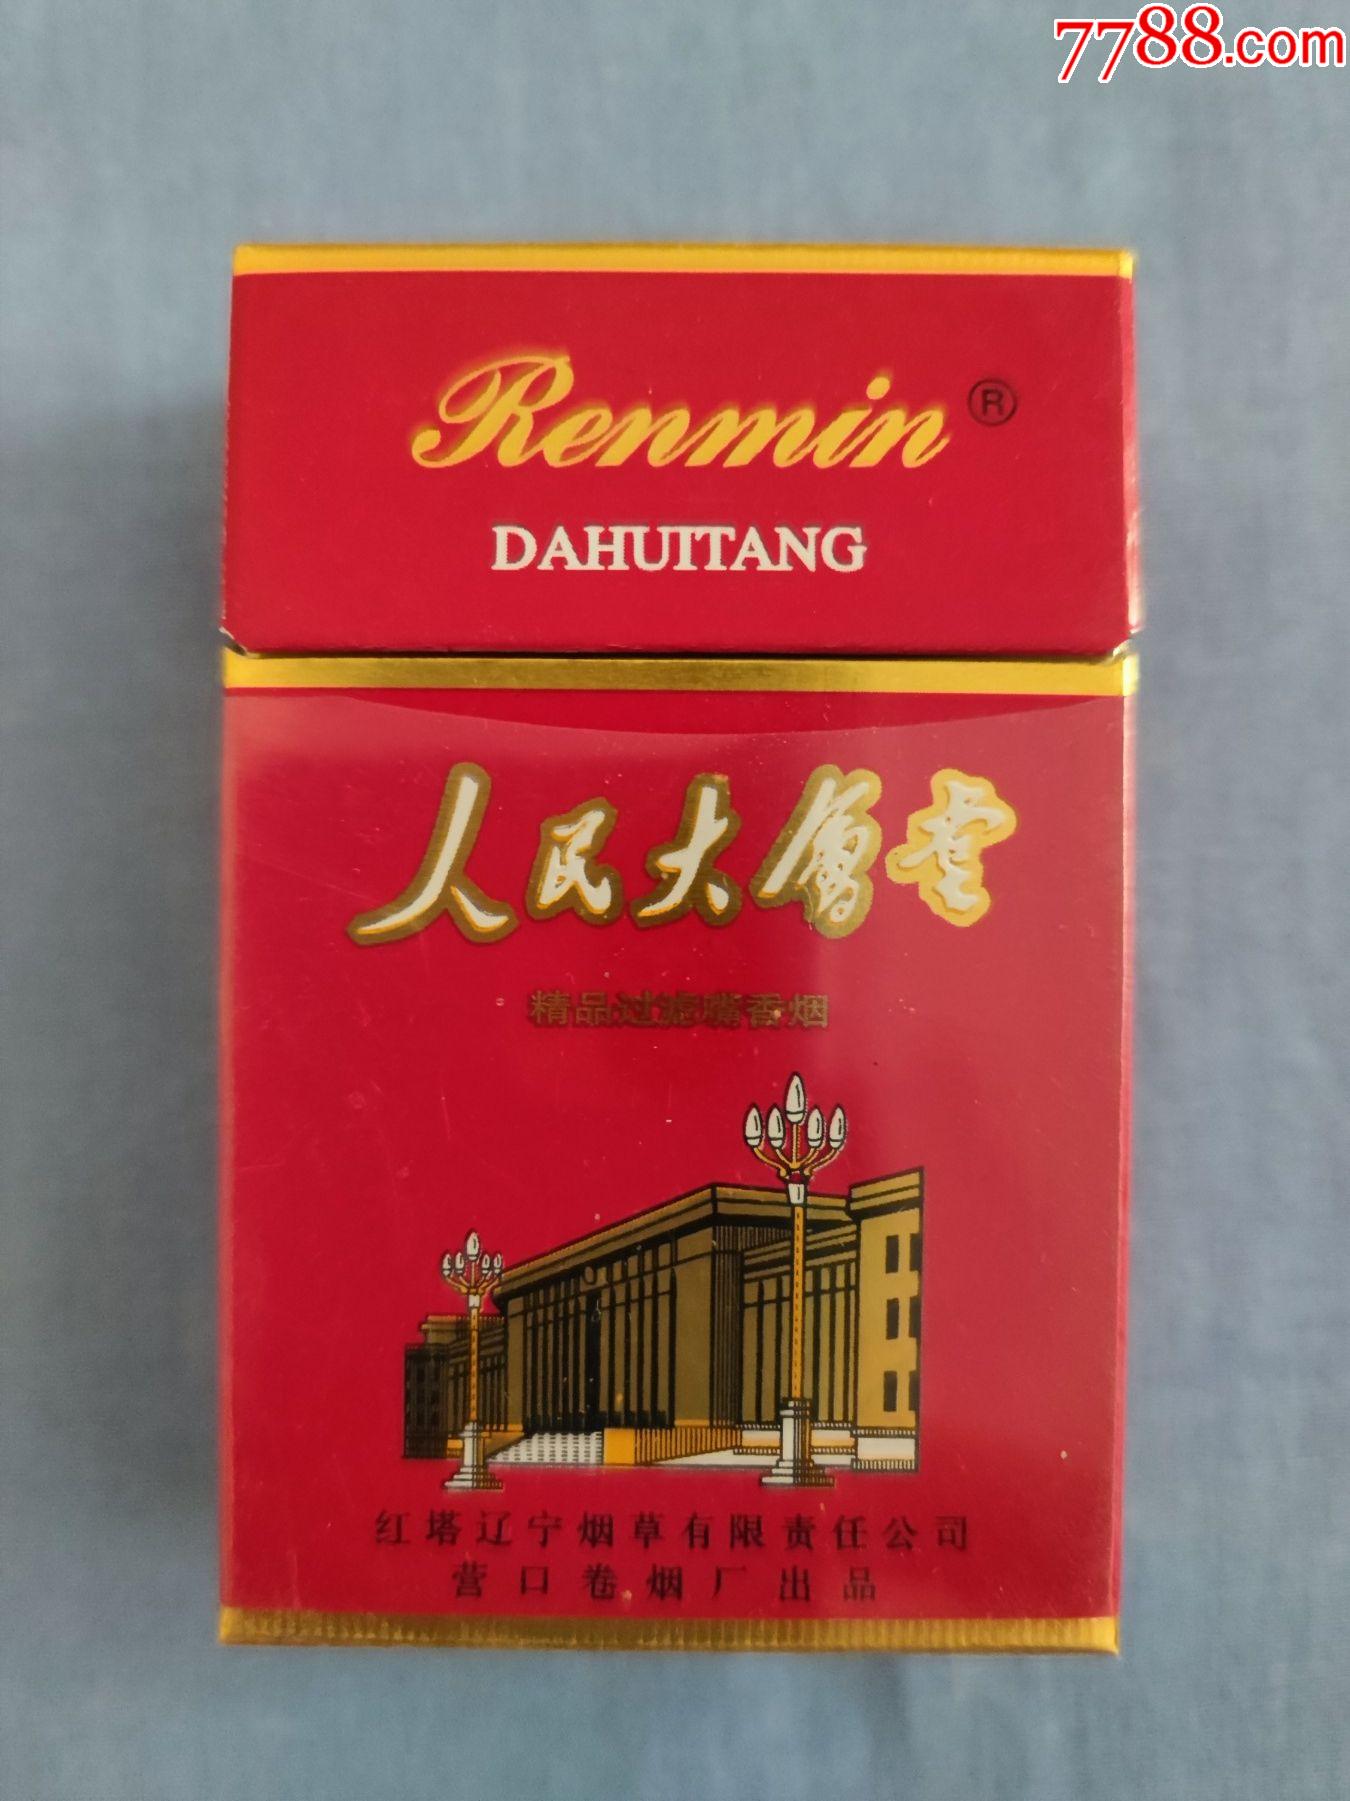 7788.com
Renmin ®
DAHUITANG
人民大會堂
精品过滤嘴香烟
红塔辽宁烟草有限责任公司
营口卷烟厂出品